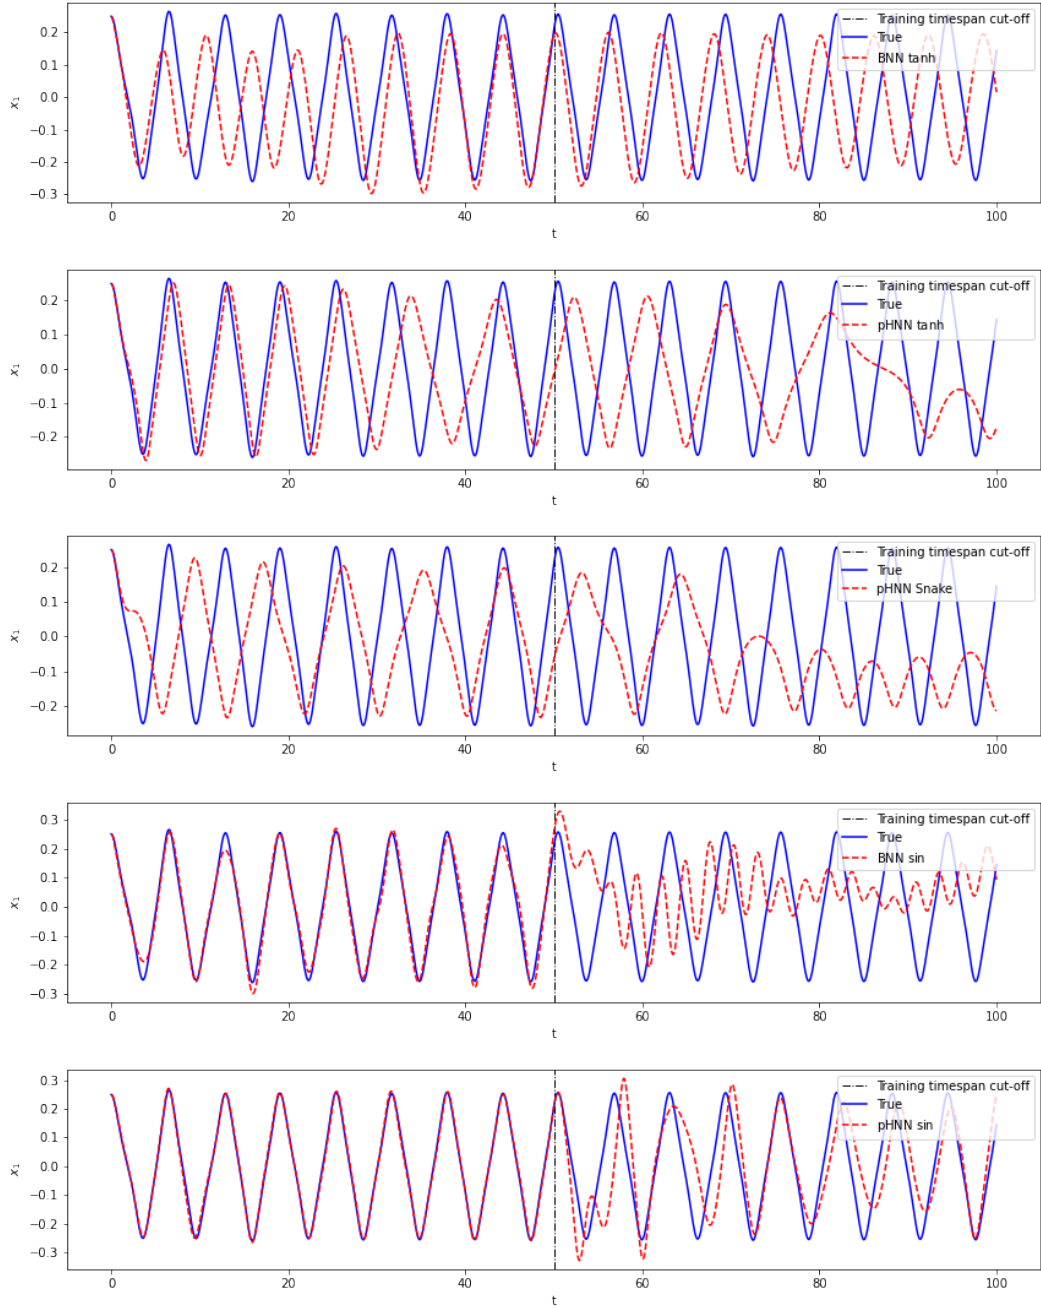 0.2
0.1
0.0
−0.1
−0.2
−0.3
x₁
0 20 40 60 80 100
t
Training timespan cut-off
True
BNN tanh
0.2
0.1
0.0
−0.1
−0.2
x₁
0 20 40 60 80 100
t
Training timespan cut-off
True
pHNN tanh
0.2
0.1
0.0
−0.1
−0.2
x₁
0 20 40 60 80 100
t
Training timespan cut-off
True
pHNN Snake
0.3
0.2
0.1
0.0
−0.1
−0.2
−0.3
x₁
0 20 40 60 80 100
t
Training timespan cut-off
True
BNN sin
0.3
0.2
0.1
0.0
−0.1
−0.2
−0.3
x₁
0 20 40 60 80 100
t
Training timespan cut-off
True
pHNN sin